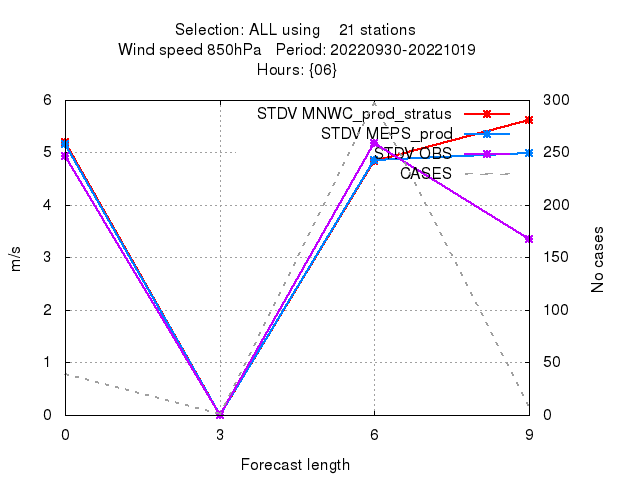 Selection: ALL using    21 stations
Wind speed 850hPa   Period: 20220930-20221019
Hours: {06}
6 300
STDV MNWC_prod_stratus
STDV MEPS_prod
5 STDV OBS 250
CASES
4 200
3 150
m/s
No cases
2 100
1 50
0 0
0 3 6 9
Forecast length